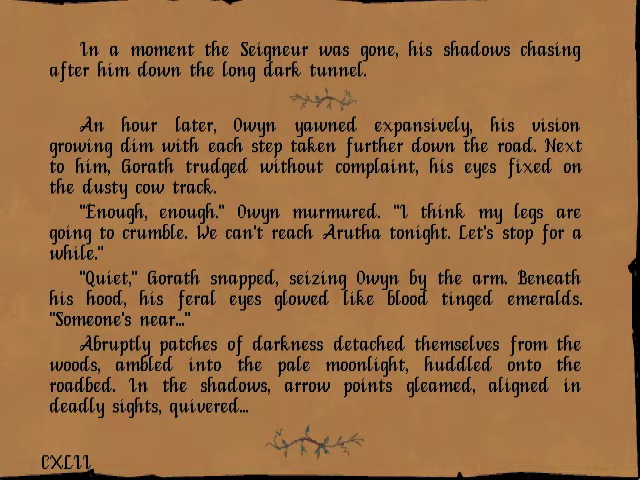 In a moment the Seigneur was gone, his shadows chasing
after him down the long dark tunnel.
An hour later, Owyn yawned expansively, his vision
growing dim with each step taken further down the road. Next
to him, Gorath trudged without complaint, his eyes fixed on
the dusty cow track.
"Enough, enough." Owyn murmured. "I think my legs are
going to crumble. We can't reach Arutha tonight. Let's stop for a
while."
"Quiet," Gorath snapped, seizing Owyn by the arm. Beneath
his hood, his feral eyes glowed like blood tinged emeralds.
"Someone's near..."
Abruptly patches of darkness detached themselves from the
woods, ambled into the pale moonlight, huddled onto the
roadbed. In the shadows, arrow points gleamed, aligned in
deadly sights, quivered...
CXLII